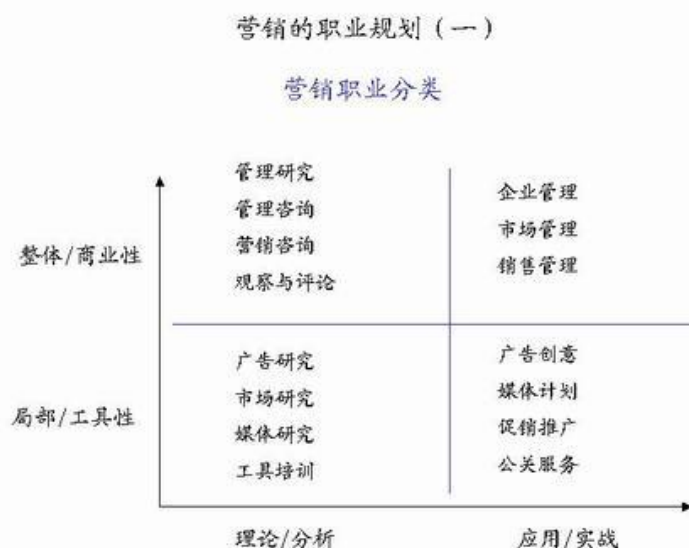 营销的职业规划(一)
营销职业分类
整体/商业性
管理研究
管理咨询
营销咨询
观察与评论
企业管理
市场管理
销售管理
局部/工具性
广告研究
市场研究
媒体研究
工具培训
广告创意
媒体计划
促销推广
公关服务
理论/分析
应用/实战